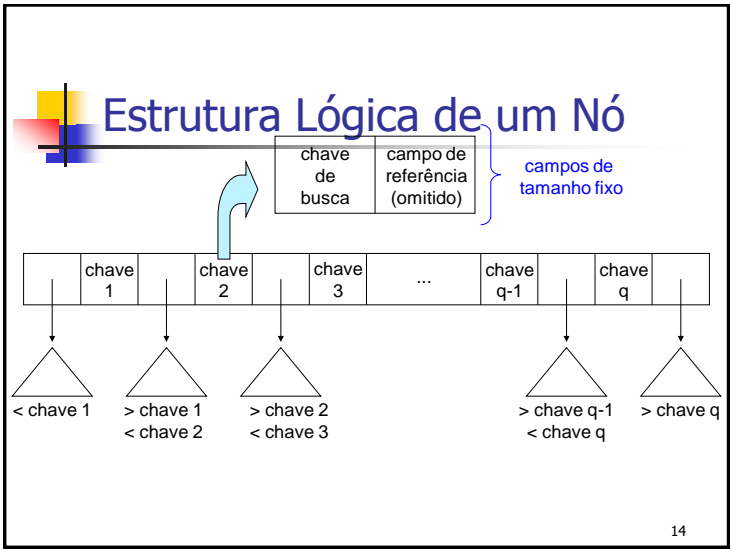 Estrutura Lógica de um Nó
chave
de
busca
campo de
referência
(omitido)
campos de
tamanho fixo
chave
1
chave
2
chave
3
...
chave
q-1
chave
q
< chave 1
> chave 1
< chave 2
> chave 2
< chave 3
> chave q-1
< chave q
> chave q
14